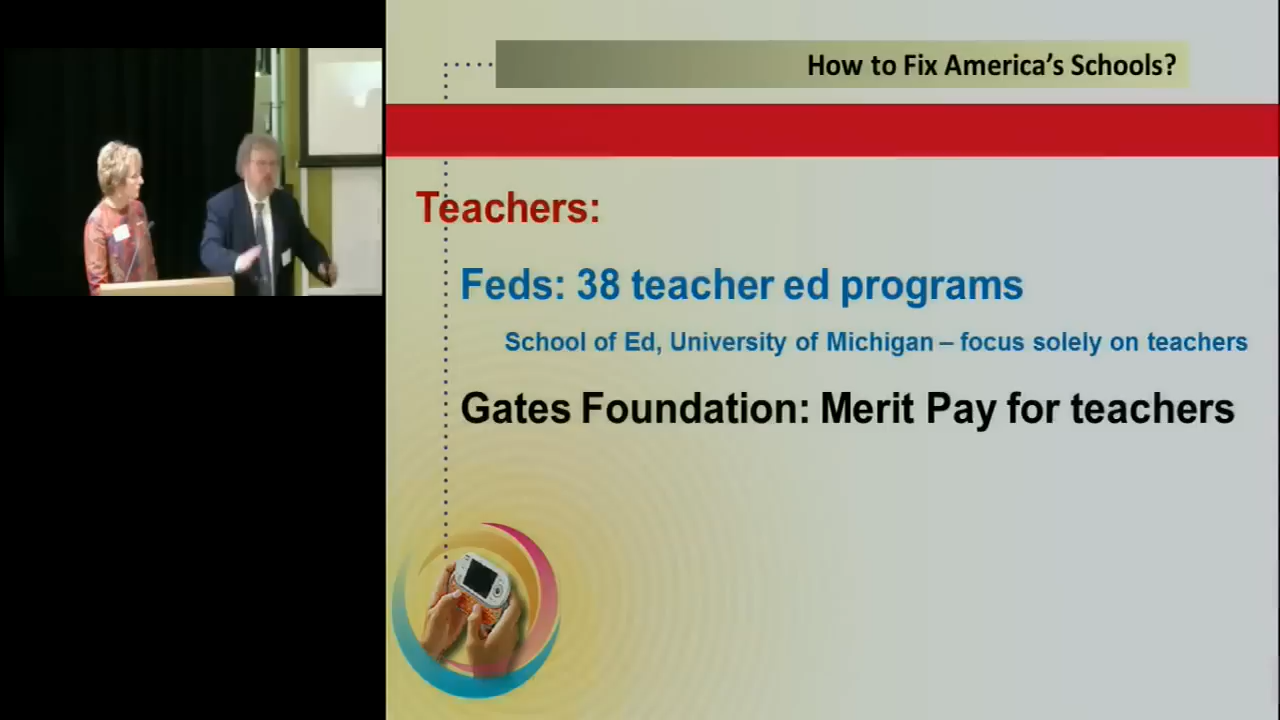 How to Fix America's Schools?
Teachers:
Feds: 38 teacher ed programs
School of Ed, University of Michigan – focus solely on teachers
Gates Foundation: Merit Pay for teachers